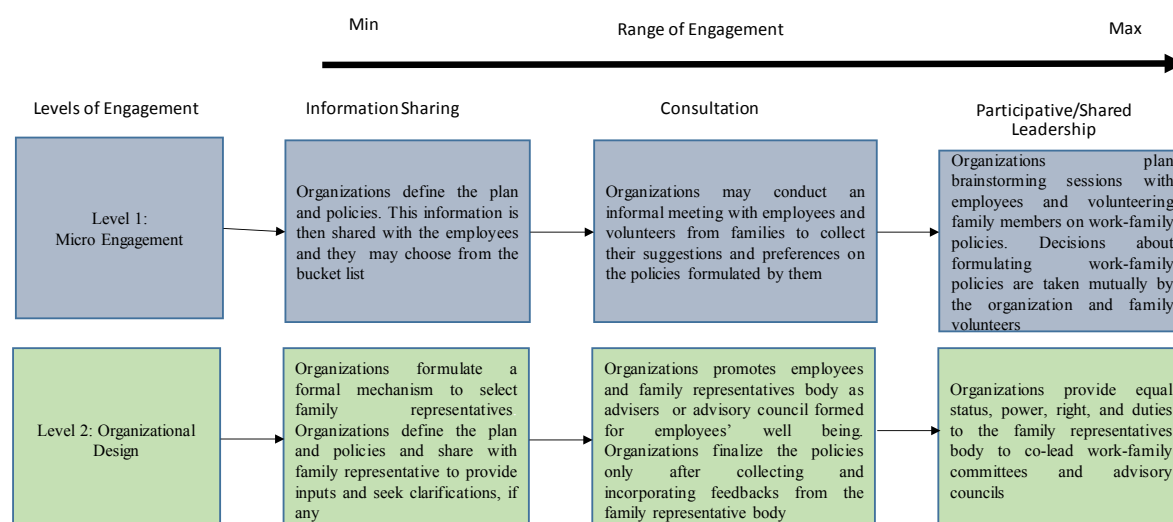 Min
Range of Engagement
Max
Levels of Engagement
Information Sharing
Consultation
Participative/Shared
Leadership
Level 1:
Micro Engagement
Organizations define the plan
and policies. This information is
then shared with the employees
and they may choose from the
bucket list
Organizations may conduct an
informal meeting with employees and
volunteers from families to collect
their suggestions and preferences on
the policies formulated by them
Organizations plan
brainstorming sessions with
employees and volunteering
family members on work-family
policies. Decisions about
formulating work-family
policies are taken mutually by
the organization and family
volunteers
Level 2: Organizational
Design
Organizations formulate a
formal mechanism to select
family representatives
Organizations define the plan
and policies and share with
family representative to provide
inputs and seek clarifications, if
any
Organizations promotes employees
and family representatives body as
advisers or advisory council formed
for employees' well being.
Organizations finalize the policies
only after collecting and
incorporating feedbacks from the
family representative body
Organizations provide equal
status, power, right, and duties
to the family representatives
body to co-lead work-family
committees and advisory
councils